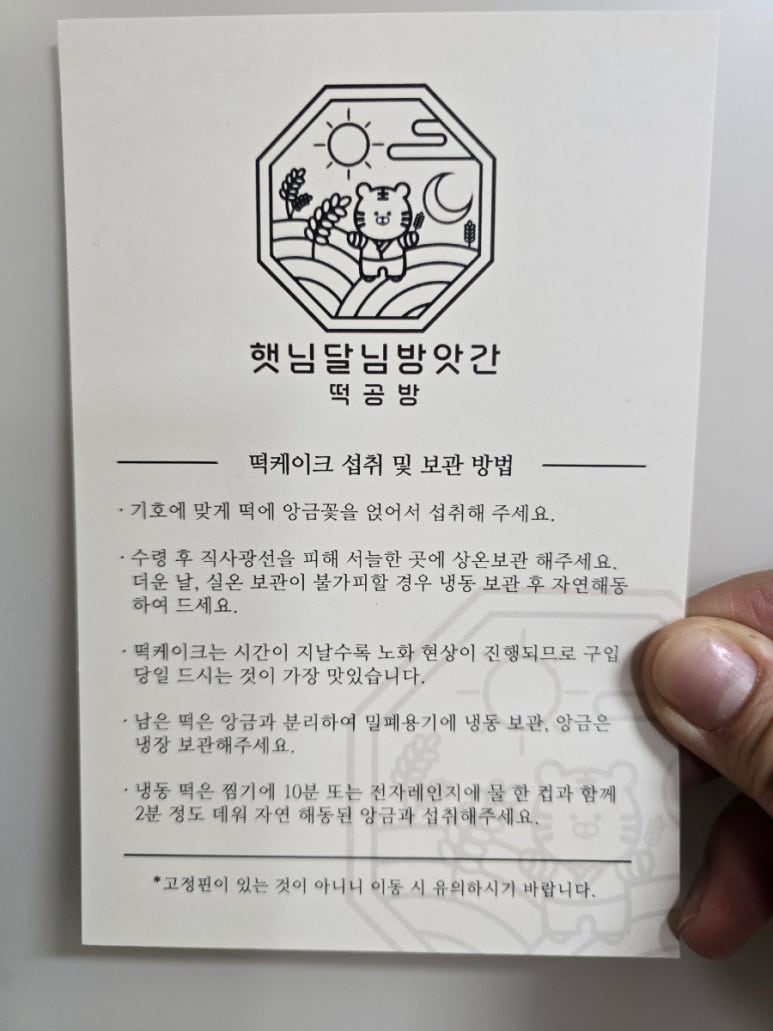 햇님달님방앗간
떡공방
떡케이크 섭취 및 보관 방법
· 기호에 맞게 떡에 앙금꽃을 얹어서 섭취해 주세요.
· 수령 후 직사광선을 피해 서늘한 곳에 상온보관 해주세요.
더운 날, 실온 보관이 불가피할 경우 냉동 보관 후 자연해동
하여 드세요.
· 떡케이크는 시간이 지날수록 노화 현상이 진행되므로 구입
당일 드시는 것이 가장 맛있습니다.
· 남은 떡은 앙금과 분리하여 밀폐용기에 냉동 보관, 앙금은
냉장 보관해주세요.
· 냉동 떡은 찜기에 10분 또는 전자레인지에 물 한 컵과 함께
2분 정도 데워 자연 해동된 앙금과 섭취해주세요.
*고정핀이 있는 것이 아니니 이동 시 유의하시기 바랍니다.